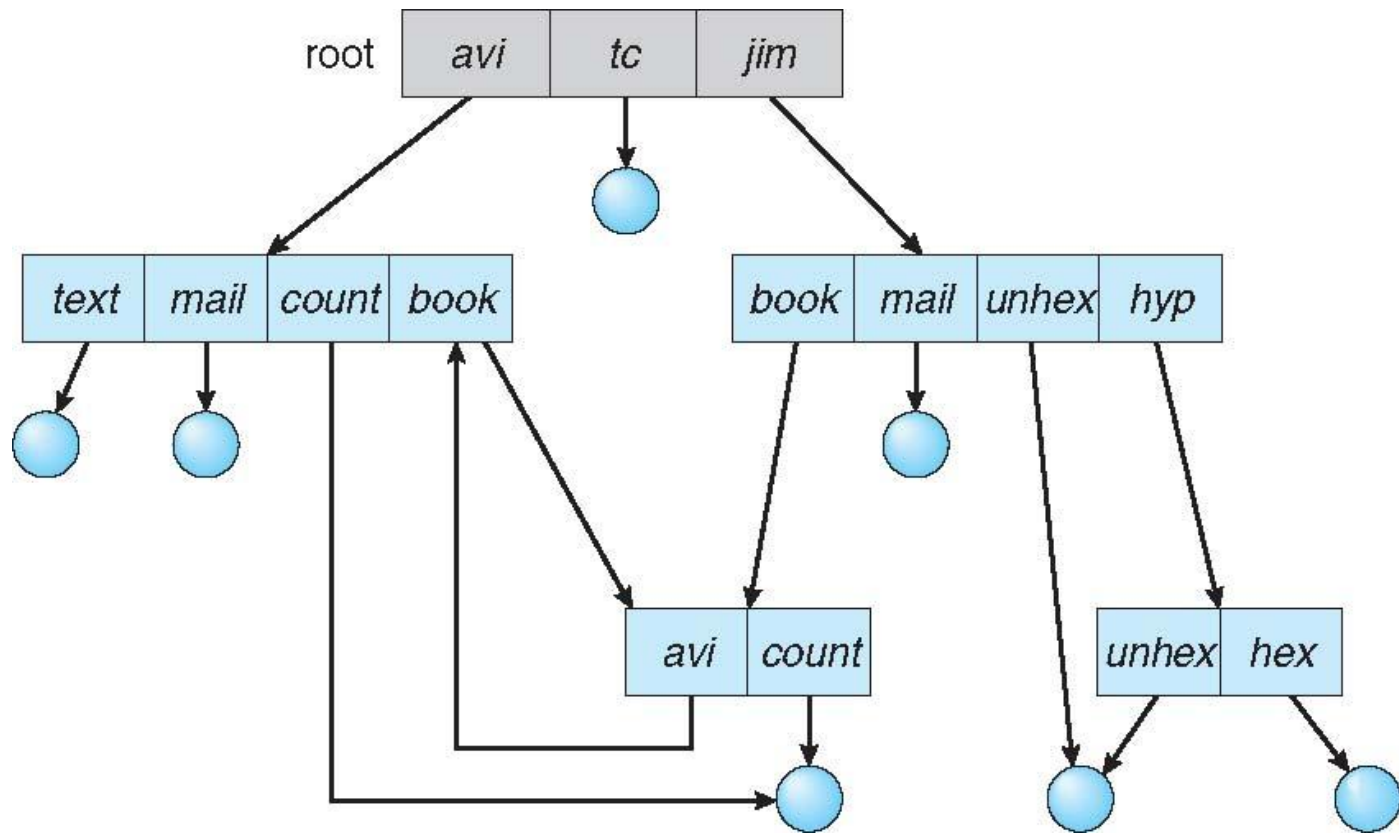 root avi tc jim
text mail count book
book mail unhex hyp
avi count
unhex hex